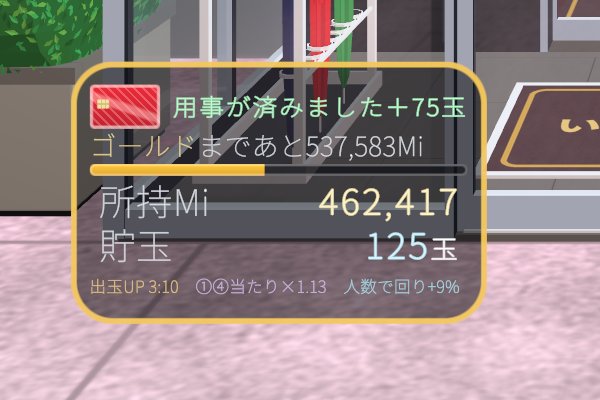 用事が済みました＋75玉
ゴールドまであと537,583Mi
所持Mi 462,417
貯玉 125玉
出玉UP 3:10 ①④当たり×1.13 人数で回り+9%
い